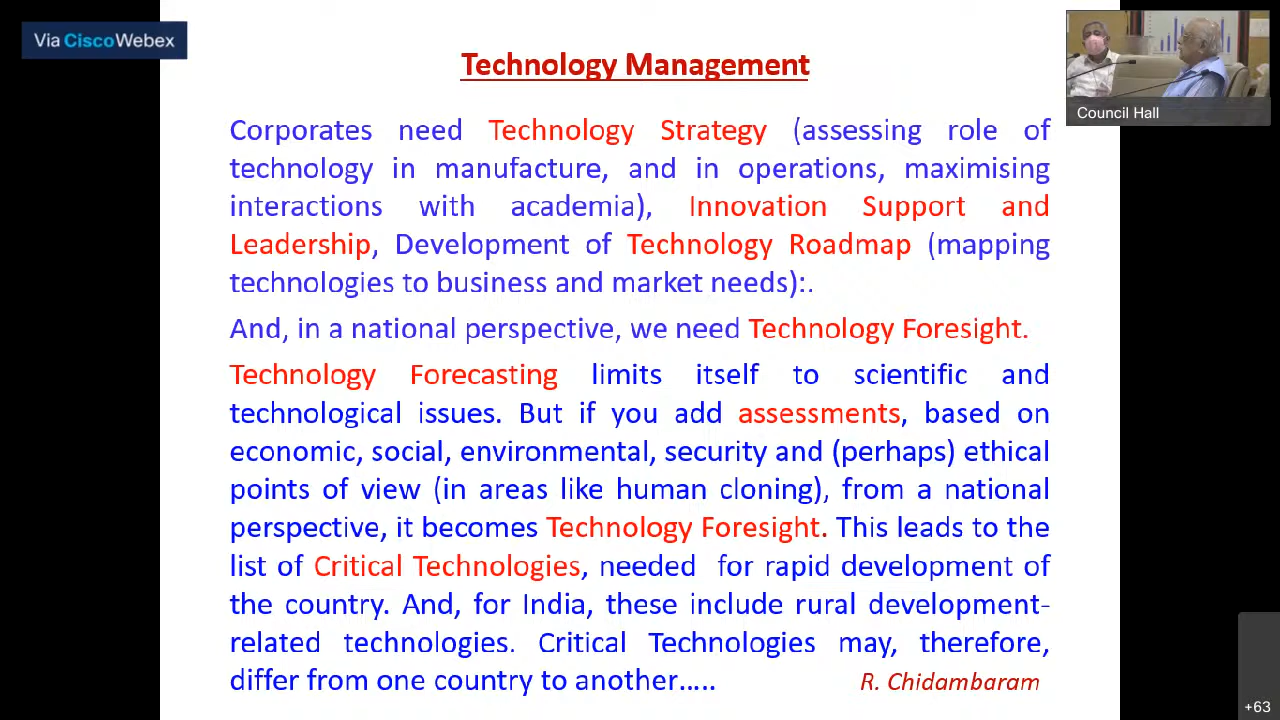 Via CiscoWebex
Technology Management
Council Hall
Corporates need Technology Strategy (assessing role of
technology in manufacture, and in operations, maximising
interactions with academia), Innovation Support and
Leadership, Development of Technology Roadmap (mapping
technologies to business and market needs):.
And, in a national perspective, we need Technology Foresight.
Technology Forecasting limits itself to scientific and
technological issues. But if you add assessments, based on
economic, social, environmental, security and (perhaps) ethical
points of view (in areas like human cloning), from a national
perspective, it becomes Technology Foresight. This leads to the
list of Critical Technologies, needed for rapid development of
the country. And, for India, these include rural development-
related technologies. Critical Technologies may, therefore,
differ from one country to another.....
R. Chidambaram
+63